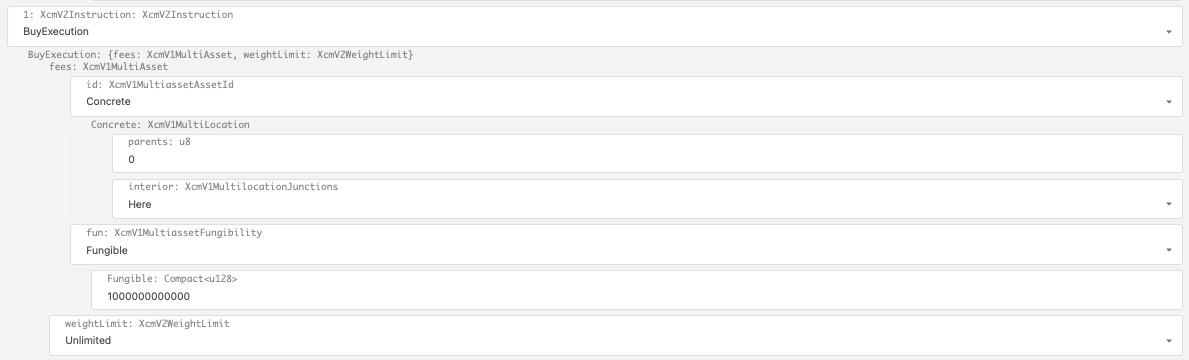 1: XcmV2Instruction: XcmV2Instruction
BuyExecution
BuyExecution: {fees: XcmV1MultiAsset, weightLimit: XcmV2WeightLimit}
fees: XcmV1MultiAsset
id: XcmV1MultiassetAssetId
Concrete
Concrete: XcmV1MultiLocation
parents: u8
0
interior: XcmV1MultilocationJunctions
Here
fun: XcmV1MultiassetFungibility
Fungible
Fungible: Compact<u128>
1000000000000
weightLimit: XcmV2WeightLimit
Unlimited